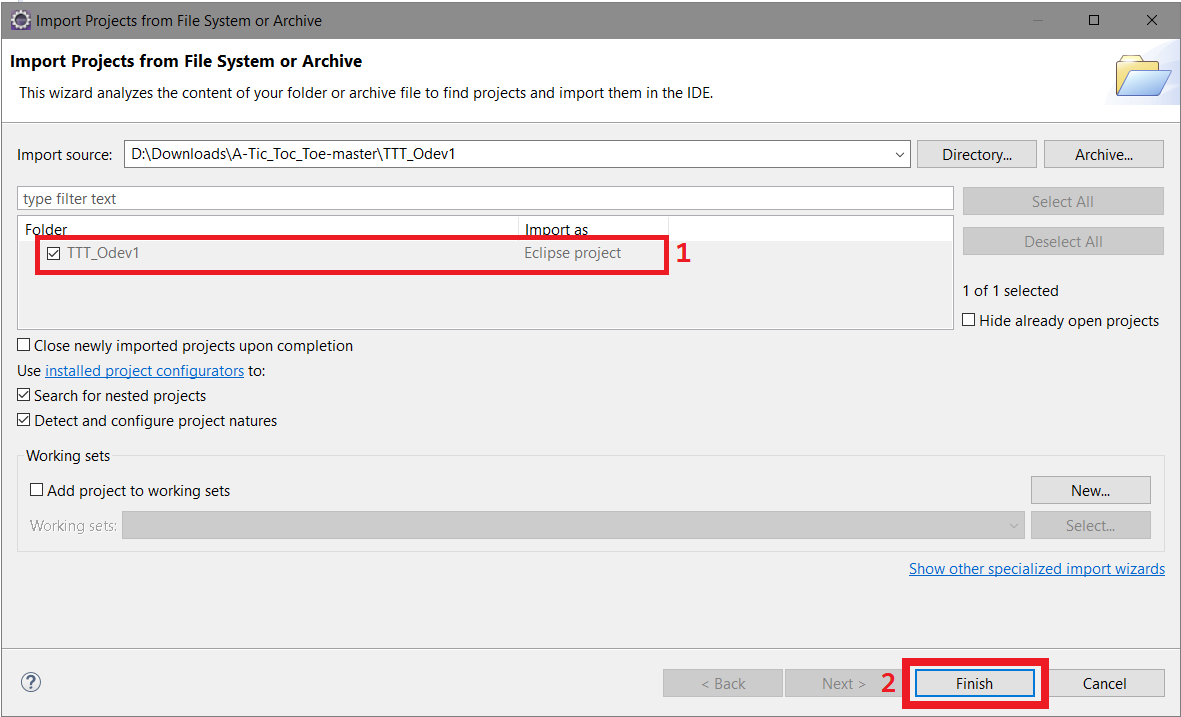 Import Projects from File System or Archive
Import Projects from File System or Archive
This wizard analyzes the content of your folder or archive file to find projects and import them in the IDE.
Import source: D:\Downloads\A-Tic_Toc_Toe-master\TTT_Odev1 Directory... Archive...
type filter text Select All
Folder Import as
TTT_Odev1 Eclipse project 1
Deselect All
1 of 1 selected
Hide already open projects
Close newly imported projects upon completion
Use installed project configurators to:
Search for nested projects
Detect and configure project natures
Working sets
Add project to working sets New...
Working sets: Select...
Show other specialized import wizards
? < Back Next > 2 Finish Cancel